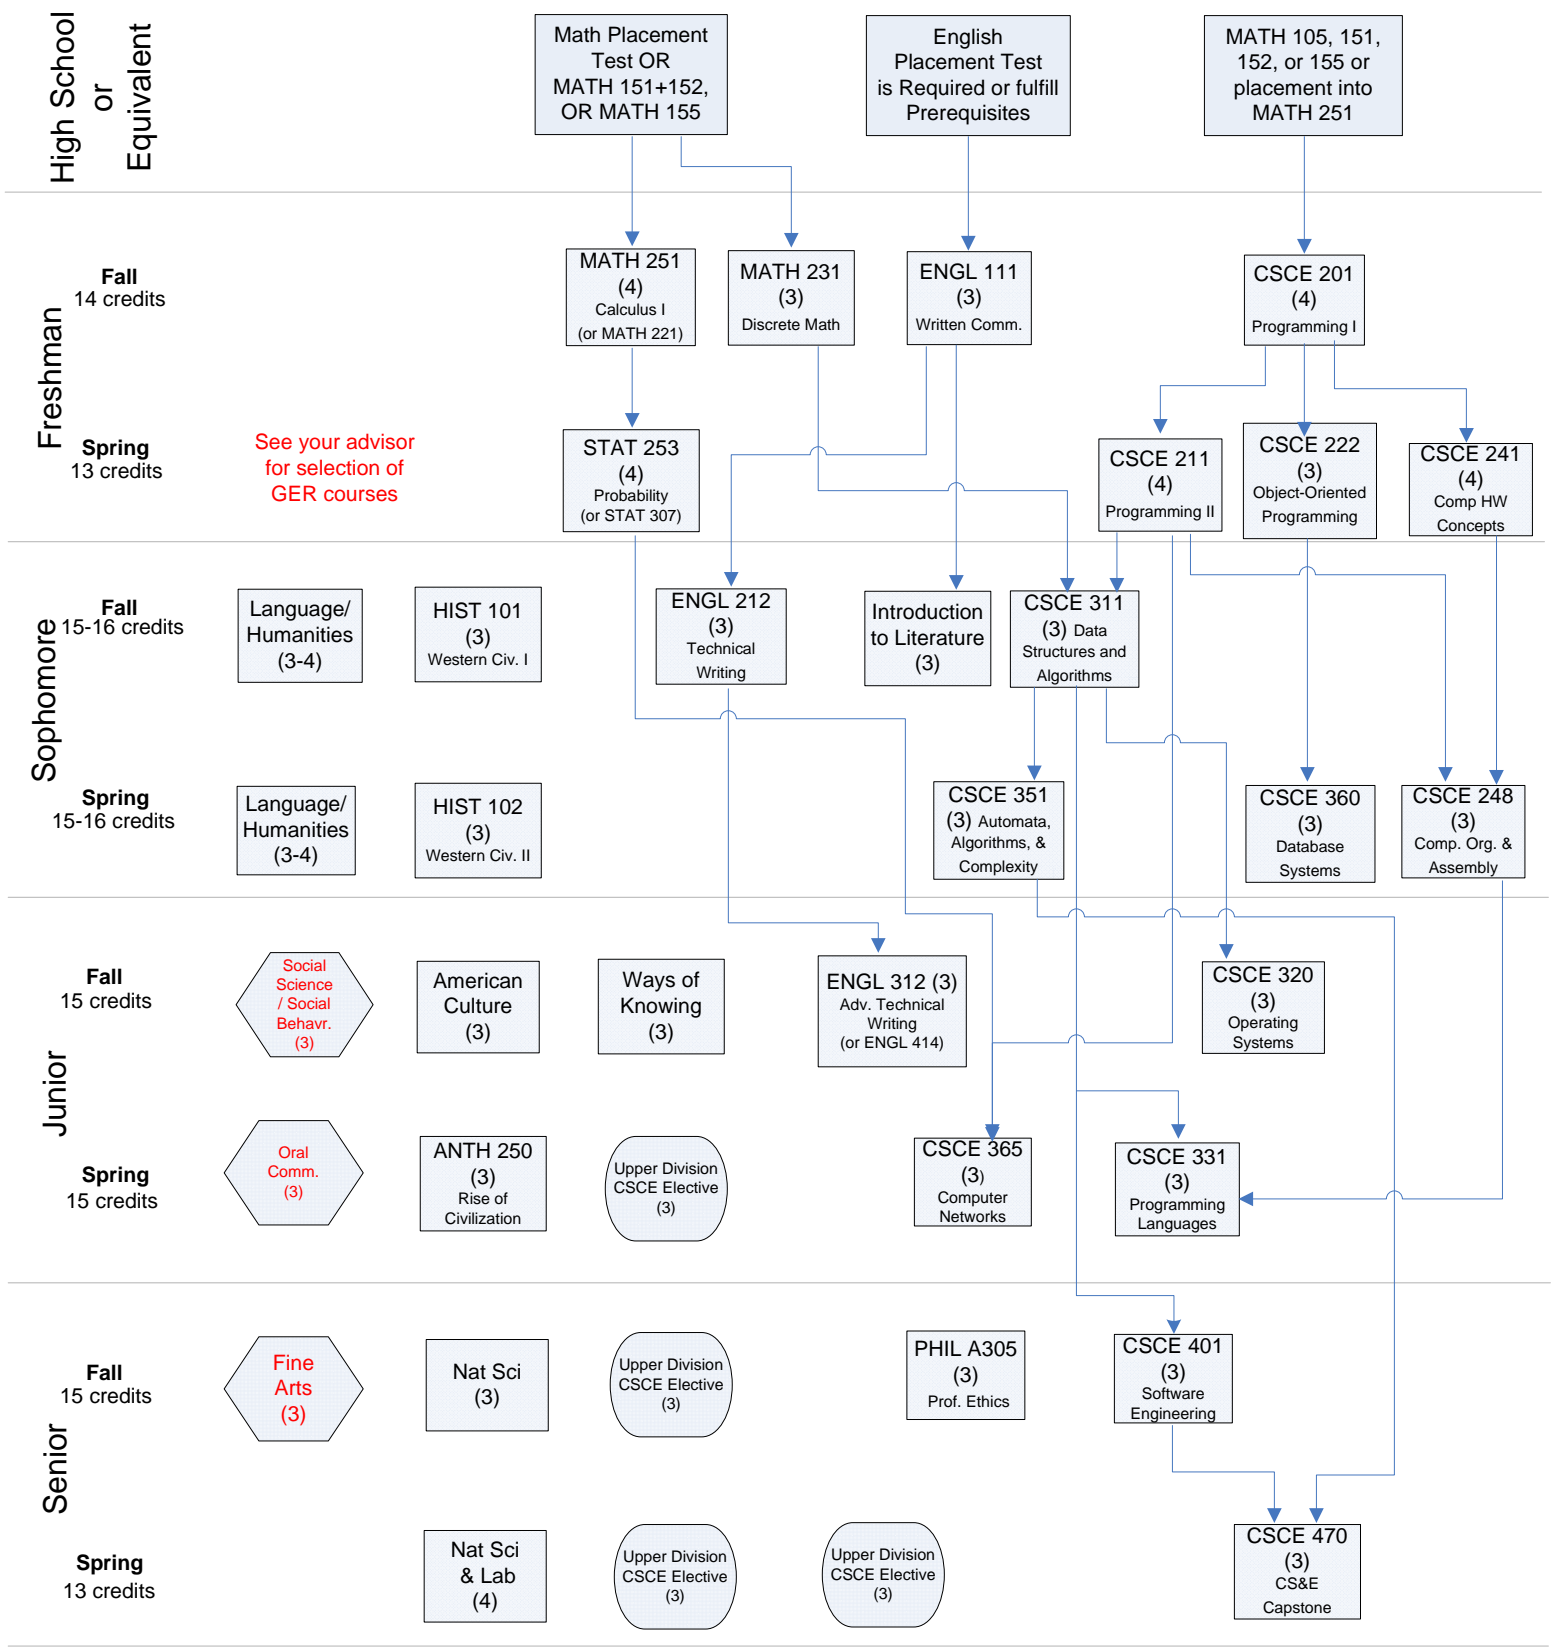 High School
or
Equivalent
Math Placement
Test OR
MATH 151+152,
OR MATH 155
English
Placement Test
is Required or fulfill
Prerequisites
MATH 105, 151,
152, or 155 or
placement into
MATH 251
Freshman
Fall
14 credits
MATH 251
(4)
Calculus I
(or MATH 221)
MATH 231
(3)
Discrete Math
ENGL 111
(3)
Written Comm.
CSCE 201
(4)
Programming I
Spring
13 credits
See your advisor
for selection of
GER courses
STAT 253
(4)
Probability
(or STAT 307)
CSCE 211
(4)
Programming II
CSCE 222
(3)
Object-Oriented
Programming
CSCE 241
(4)
Comp HW
Concepts
Sophomore
Fall
15-16 credits
Language/
Humanities
(3-4)
HIST 101
(3)
Western Civ. I
ENGL 212
(3)
Technical
Writing
Introduction
to Literature
(3)
CSCE 311
(3) Data
Structures and
Algorithms
Spring
15-16 credits
Language/
Humanities
(3-4)
HIST 102
(3)
Western Civ. II
CSCE 351
(3) Automata,
Algorithms, &
Complexity
CSCE 360
(3)
Database
Systems
CSCE 248
(3)
Comp. Org. &
Assembly
Junior
Fall
15 credits
Social
Science
/ Social
Behavr.
(3)
American
Culture
(3)
Ways of
Knowing
(3)
ENGL 312 (3)
Adv. Technical
Writing
(or ENGL 414)
CSCE 320
(3)
Operating
Systems
Spring
15 credits
Oral
Comm.
(3)
ANTH 250
(3)
Rise of
Civilization
Upper Division
CSCE Elective
(3)
CSCE 365
(3)
Computer
Networks
CSCE 331
(3)
Programming
Languages
Senior
Fall
15 credits
Fine
Arts
(3)
Nat Sci
(3)
Upper Division
CSCE Elective
(3)
PHIL A305
(3)
Prof. Ethics
CSCE 401
(3)
Software
Engineering
Spring
13 credits
Nat Sci
& Lab
(4)
Upper Division
CSCE Elective
(3)
Upper Division
CSCE Elective
(3)
CSCE 470
(3)
CS&E
Capstone